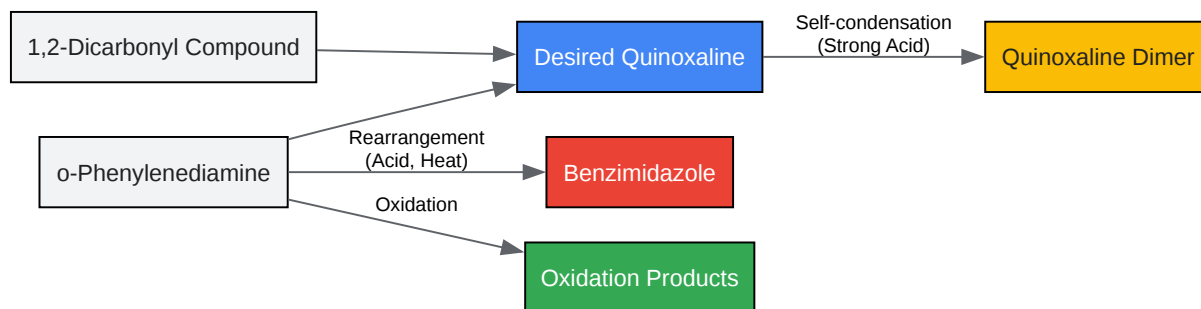 1,2-Dicarbonyl Compound
Desired Quinoxaline
Self-condensation
(Strong Acid)
Quinoxaline Dimer
o-Phenylenediamine
Rearrangement
(Acid, Heat)
Benzimidazole
Oxidation
Oxidation Products